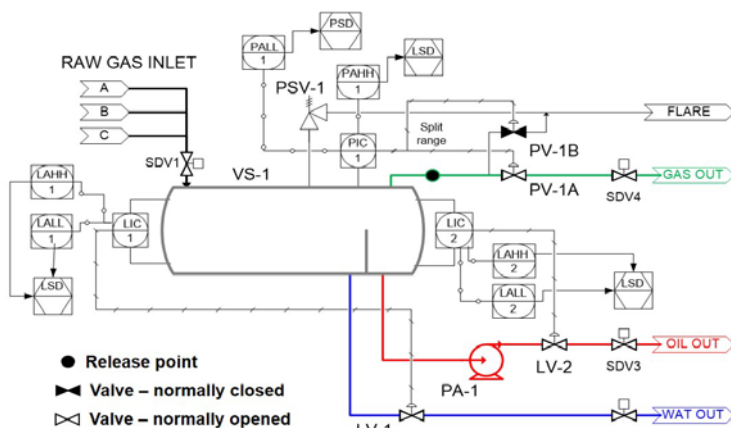 PALL
1
PSD
PAHH
1
LSD
RAW GAS INLET
A
B
C
PSV-1
FLARE
Split
range
PIC
1
PV-1B
SDV1
VS-1
PV-1A
GAS OUT
SDV4
LAHH
1
LALL
1
LIC
1
LIC
2
LAHH
2
LALL
2
LSD
LSD
Release point
OIL OUT
PA-1
LV-2
SDV3
Valve – normally closed
Valve – normally opened
LV-1
WAT OUT